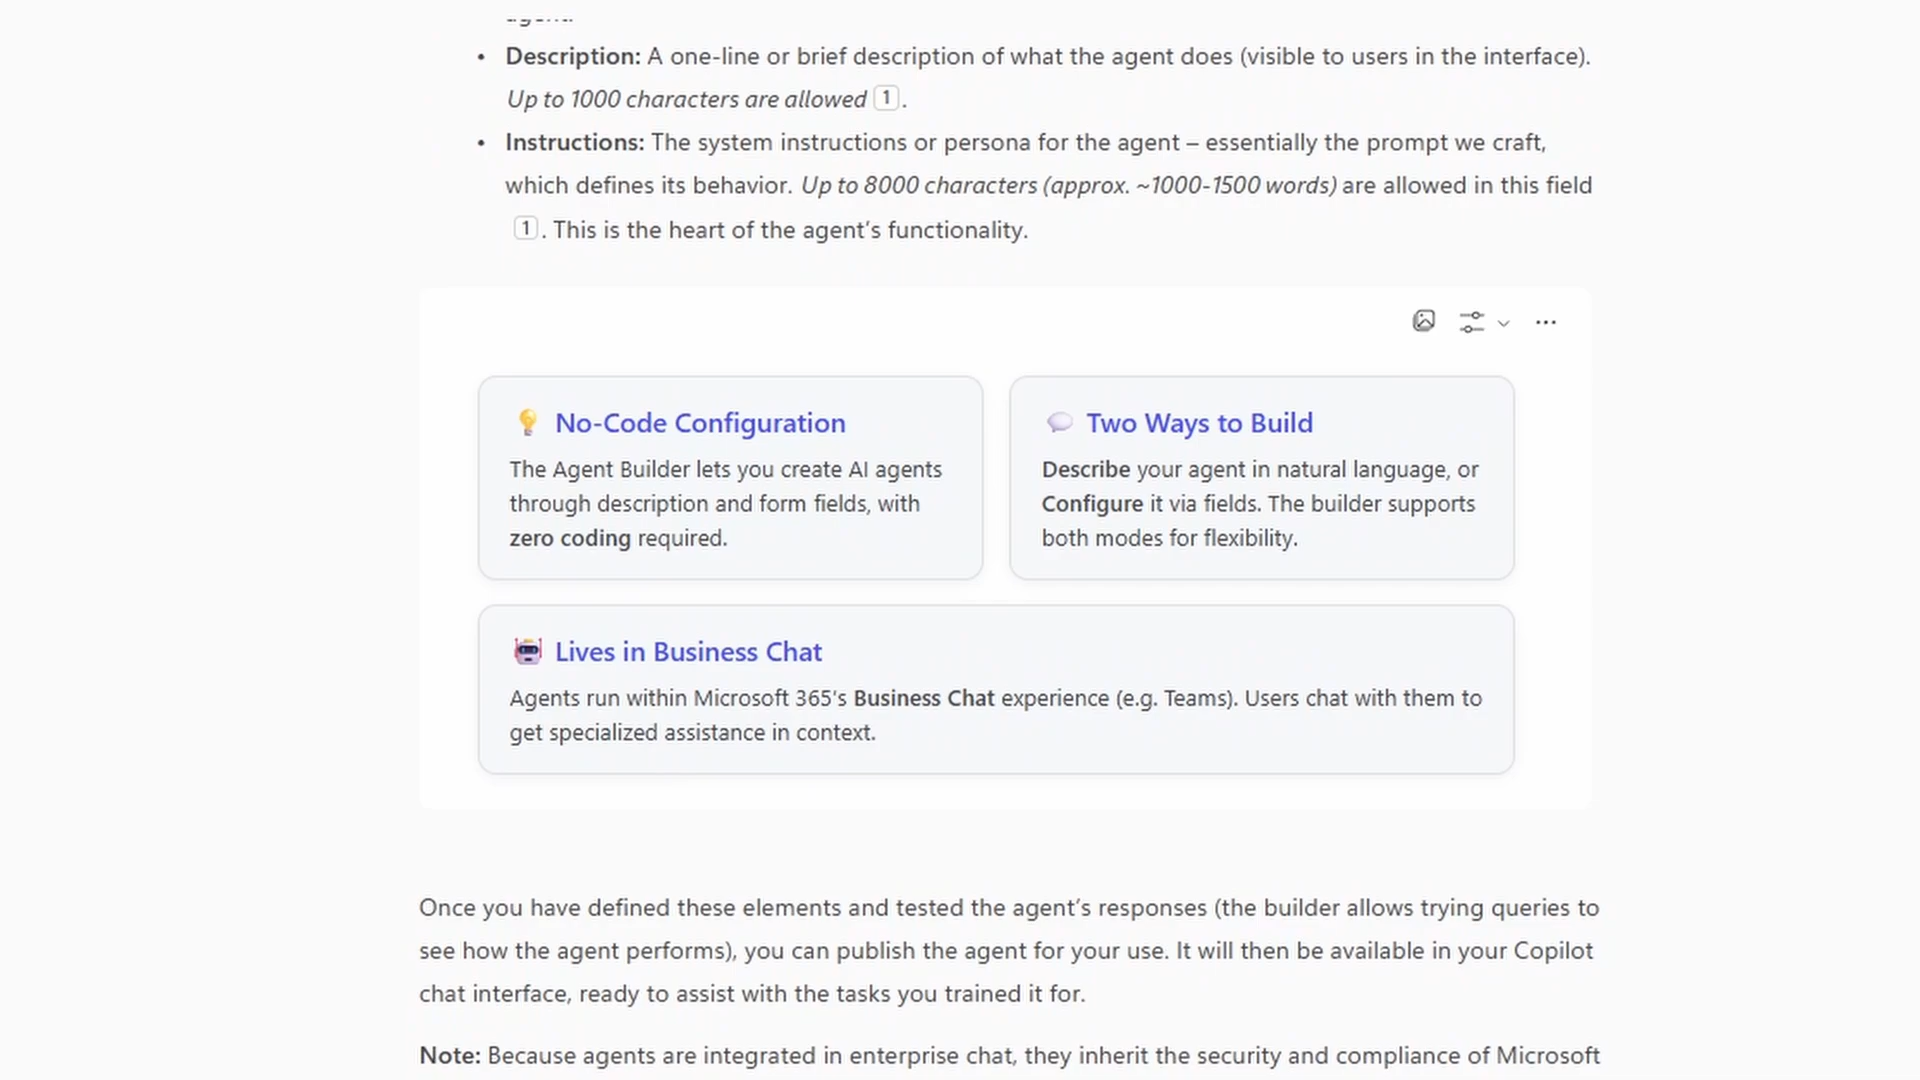 • Description: A one-line or brief description of what the agent does (visible to users in the interface).
Up to 1000 characters are allowed 1 .
• Instructions: The system instructions or persona for the agent – essentially the prompt we craft,
which defines its behavior. Up to 8000 characters (approx. ~1000-1500 words) are allowed in this field
1 . This is the heart of the agent’s functionality.
No-Code Configuration
The Agent Builder lets you create AI agents
through description and form fields, with
zero coding required.
Two Ways to Build
Describe your agent in natural language, or
Configure it via fields. The builder supports
both modes for flexibility.
Lives in Business Chat
Agents run within Microsoft 365's Business Chat experience (e.g. Teams). Users chat with them to
get specialized assistance in context.
Once you have defined these elements and tested the agent’s responses (the builder allows trying queries to
see how the agent performs), you can publish the agent for your use. It will then be available in your Copilot
chat interface, ready to assist with the tasks you trained it for.
Note: Because agents are integrated in enterprise chat, they inherit the security and compliance of Microsoft